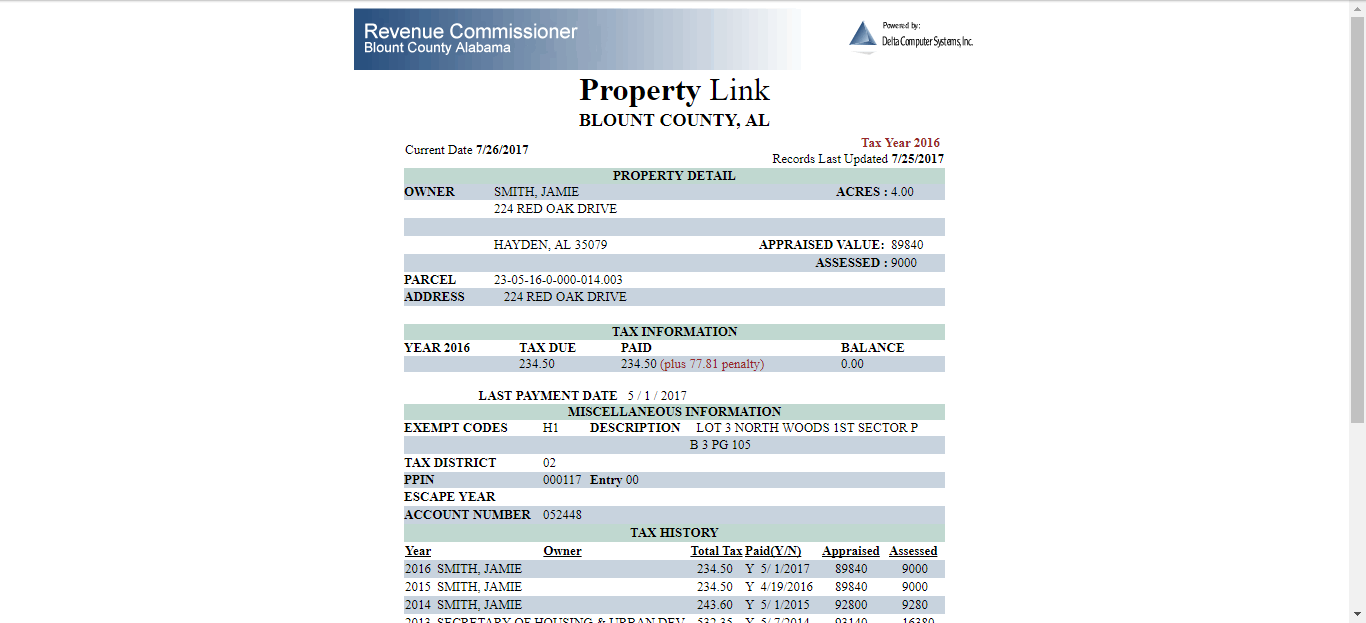 Revenue Commissioner
Blount County Alabama
Powered by:
Delta Computer Systems, Inc.
Property Link
BLOUNT COUNTY, AL
Tax Year 2016
Current Date 7/26/2017
Records Last Updated 7/25/2017
PROPERTY DETAIL
OWNER SMITH, JAMIE ACRES : 4.00
224 RED OAK DRIVE
HAYDEN, AL 35079 APPRAISED VALUE: 89840
ASSESSED : 9000
PARCEL 23-05-16-0-000-014.003
ADDRESS 224 RED OAK DRIVE
TAX INFORMATION
YEAR 2016 TAX DUE PAID BALANCE
234.50 234.50 (plus 77.81 penalty) 0.00
LAST PAYMENT DATE 5 / 1 / 2017
MISCELLANEOUS INFORMATION
EXEMPT CODES H1 DESCRIPTION LOT 3 NORTH WOODS 1ST SECTOR P
B 3 PG 105
TAX DISTRICT 02
PPIN 000117 Entry 00
ESCAPE YEAR
ACCOUNT NUMBER 052448
TAX HISTORY
Year Owner Total Tax Paid(Y/N) Appraised Assessed
2016 SMITH, JAMIE 234.50 Y 5/ 1/2017 89840 9000
2015 SMITH, JAMIE 234.50 Y 4/19/2016 89840 9000
2014 SMITH, JAMIE 243.60 Y 5/ 1/2015 92800 9280
2013 SECRETARY OF HOUSING & URBAN DEV 532.35 Y 5/ 7/2014 93140 16380